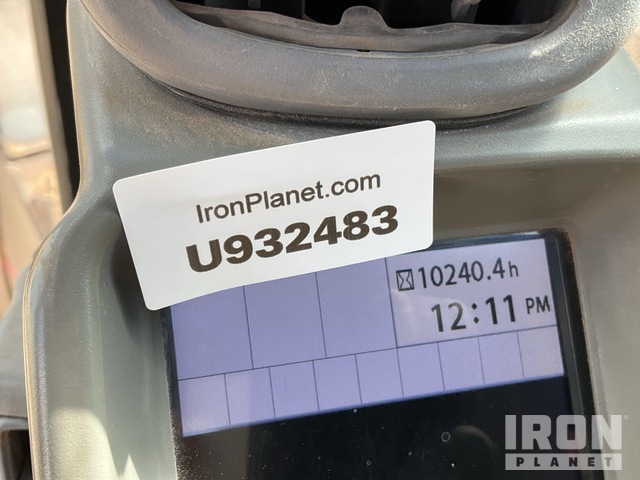 IronPlanet.com
U932483
10240.4h
12:11 PM
IRON
PLANET